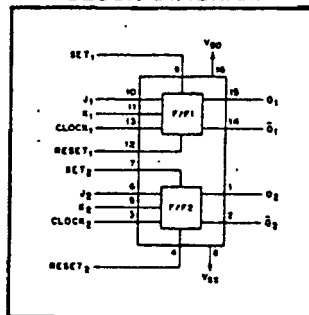 SET1
VDD
9
16
J1 10
F/F1
15 Q1
K1 11
CLOCK1 13
14 Q̄1
RESET1 12
SET2 7
J2 6
F/F2
1 Q2
K2 5
CLOCK2 3
2 Q̄2
4
8
RESET2
VSS